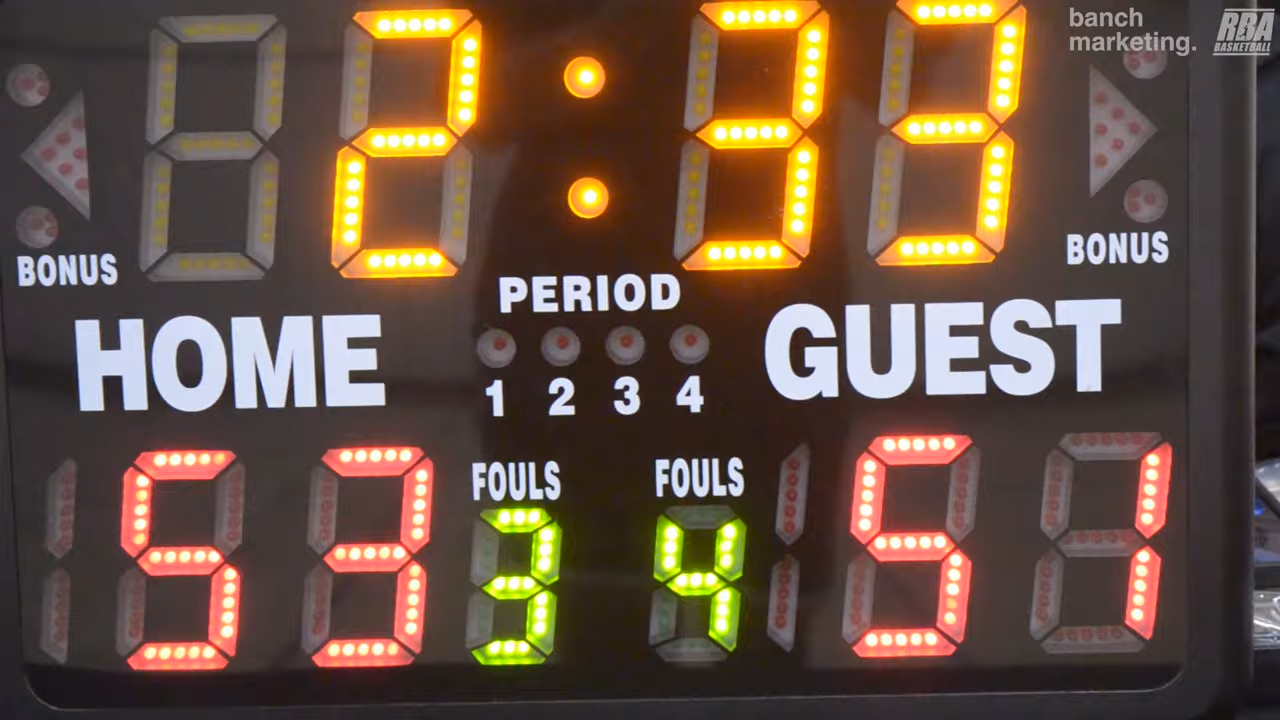 banch
marketing.
RBA
BASKETBALL
2:33
BONUS
BONUS
PERIOD
HOME
GUEST
1 2 3 4
FOULS
FOULS
53
3
4
51